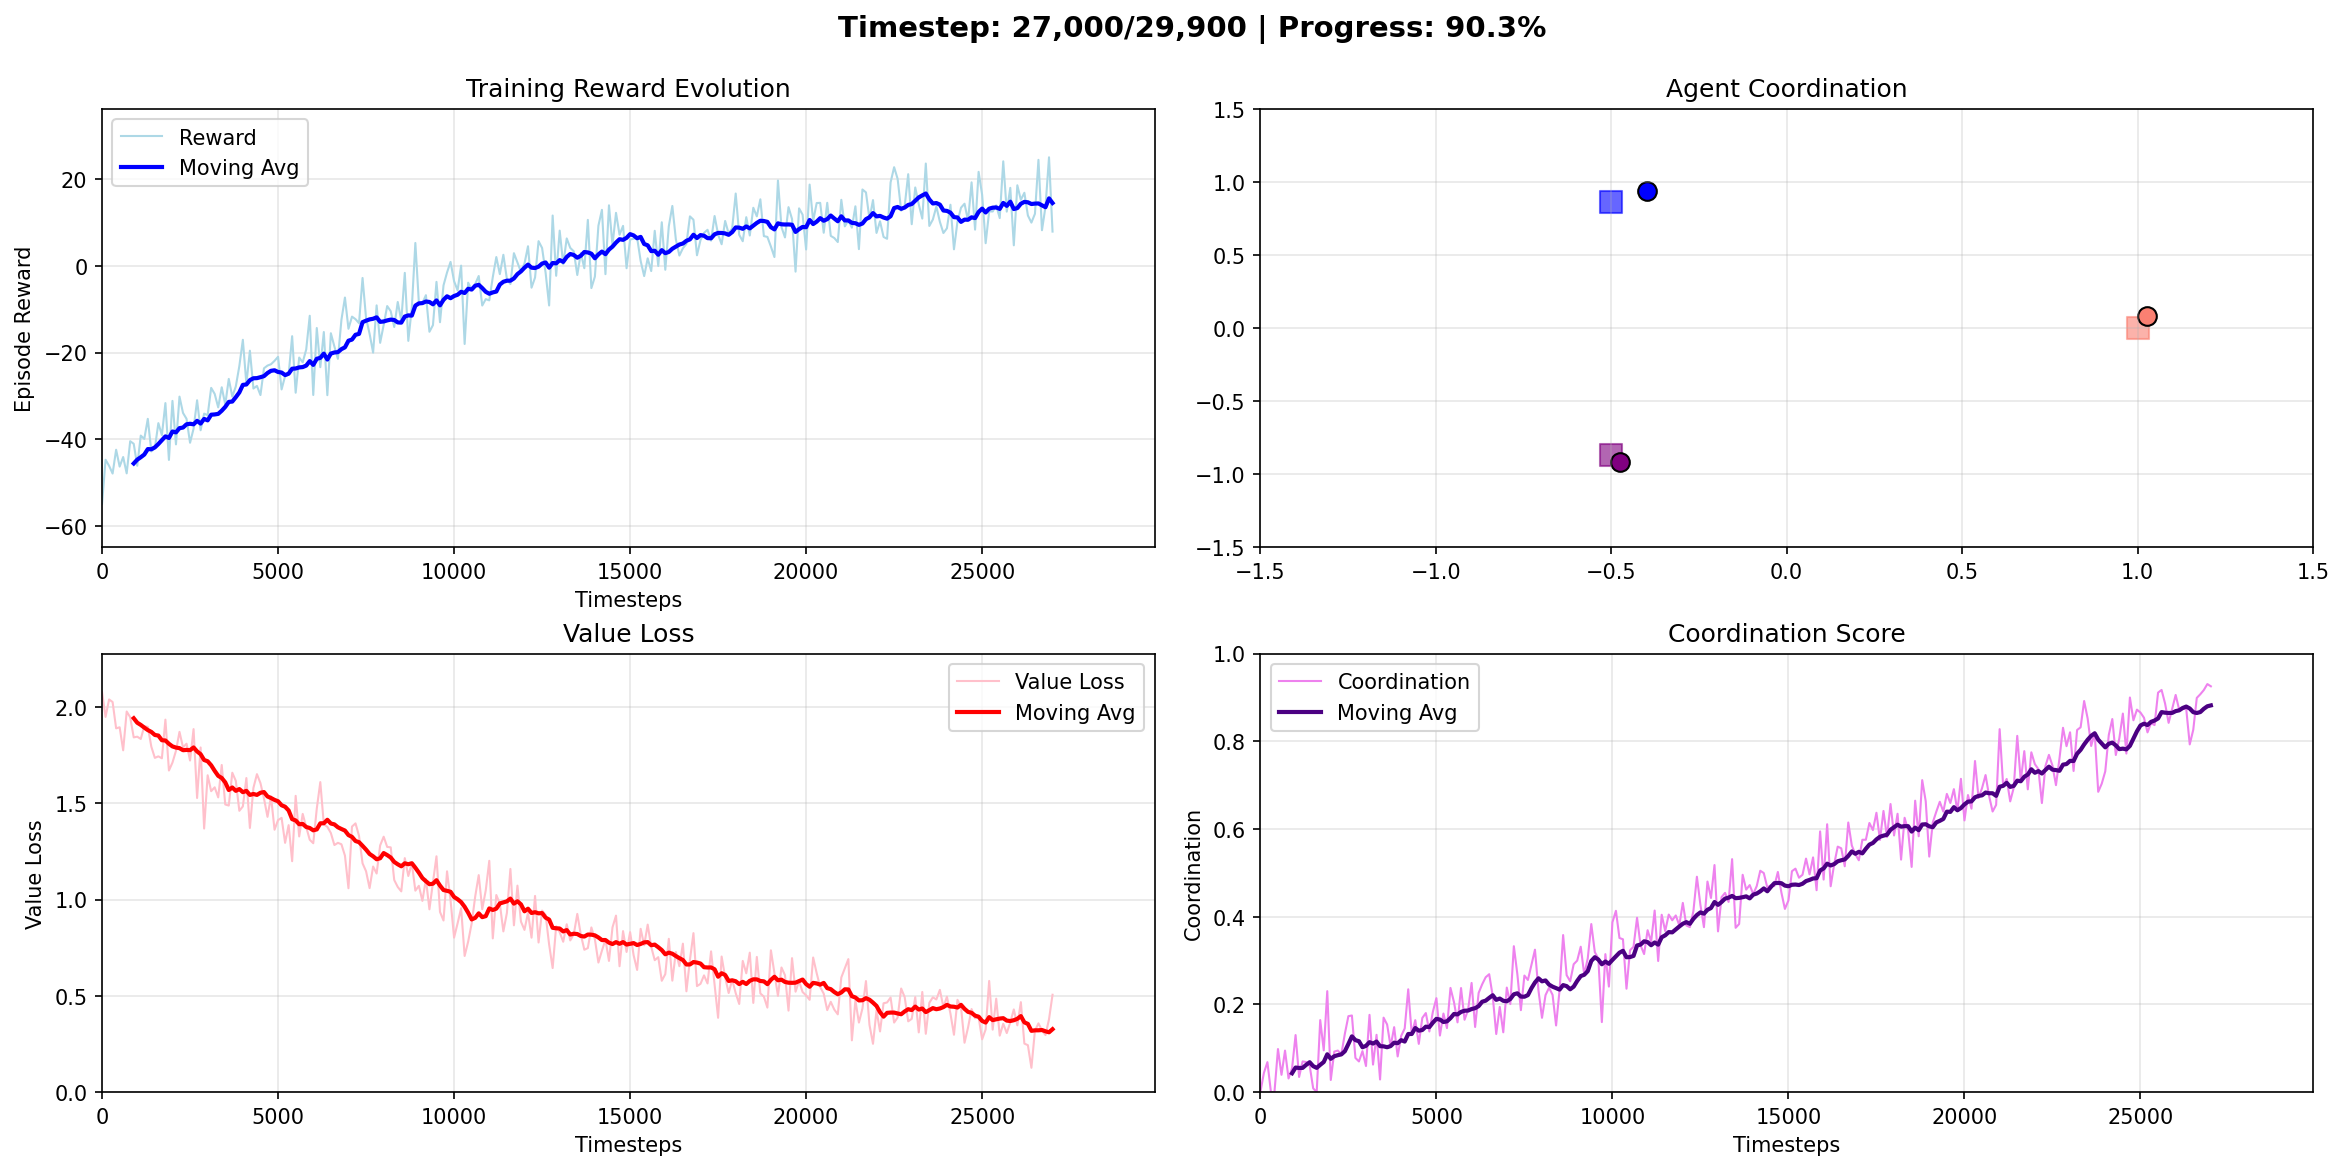 Timestep: 27,000/29,900 | Progress: 90.3%
Training Reward Evolution
Reward
Moving Avg
Episode Reward
20
0
−20
−40
−60
0 5000 10000 15000 20000 25000
Timesteps
Agent Coordination
1.5
1.0
0.5
0.0
−0.5
−1.0
−1.5
−1.5 −1.0 −0.5 0.0 0.5 1.0 1.5
Value Loss
Value Loss
Moving Avg
Value Loss
2.0
1.5
1.0
0.5
0.0
0 5000 10000 15000 20000 25000
Timesteps
Coordination Score
Coordination
Moving Avg
Coordination
1.0
0.8
0.6
0.4
0.2
0.0
0 5000 10000 15000 20000 25000
Timesteps